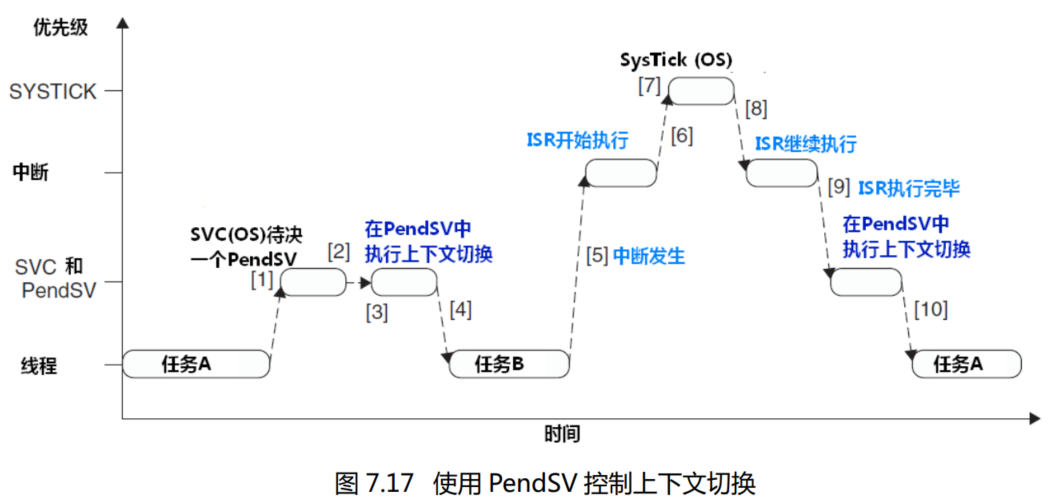 优先级
SysTick (OS)
SYSTICK
[7]
[8]
ISR开始执行
[6]
ISR继续执行
中断
[9] ISR执行完毕
SVC(OS)待决
一个PendSV
[2]
在PendSV中
执行上下文切换
在PendSV中
执行上下文切换
[5] 中断发生
SVC 和
PendSV
[1]
[3]
[4]
[10]
线程
任务A
任务B
任务A
时间
图 7.17 使用 PendSV 控制上下文切换